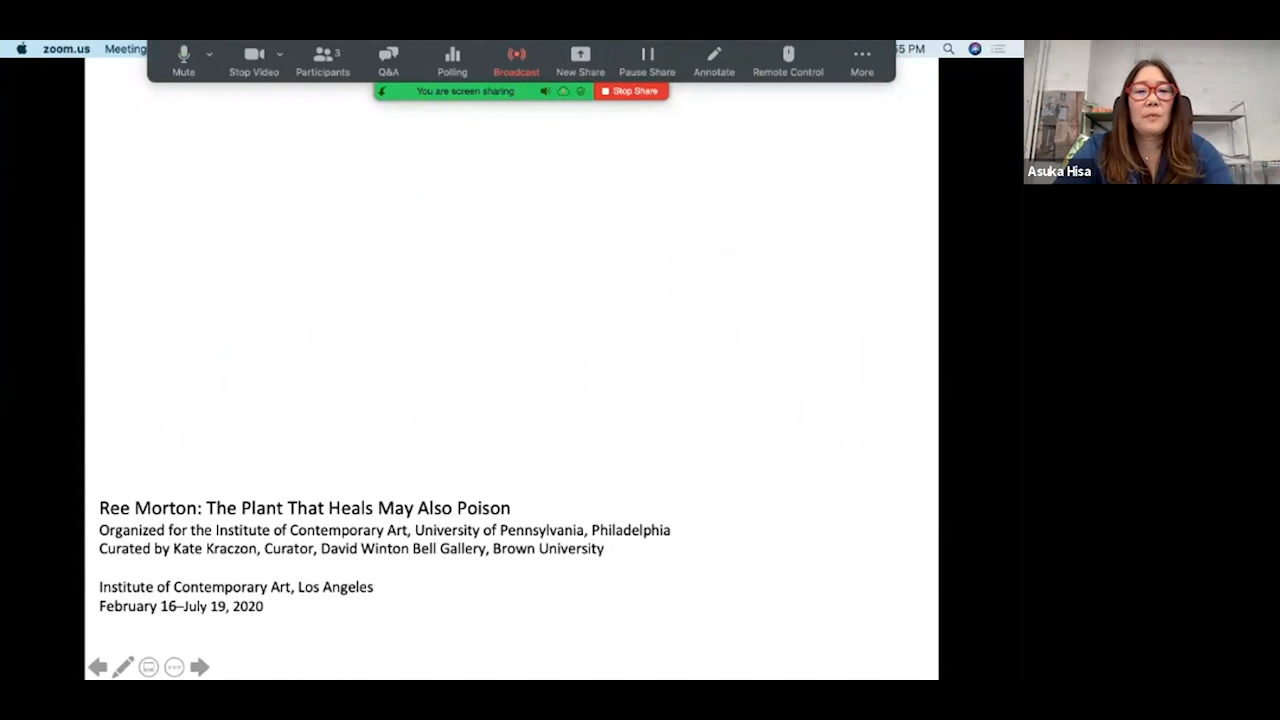 zoom.us Meeting
55 PM
Mute
Stop Video
3
Participants
Q&A
Polling
Broadcast
New Share
Pause Share
Annotate
Remote Control
More
You are screen sharing
Stop Share
Asuka Hisa
Ree Morton: The Plant That Heals May Also Poison
Organized for the Institute of Contemporary Art, University of Pennsylvania, Philadelphia
Curated by Kate Kraczon, Curator, David Winton Bell Gallery, Brown University
Institute of Contemporary Art, Los Angeles
February 16–July 19, 2020